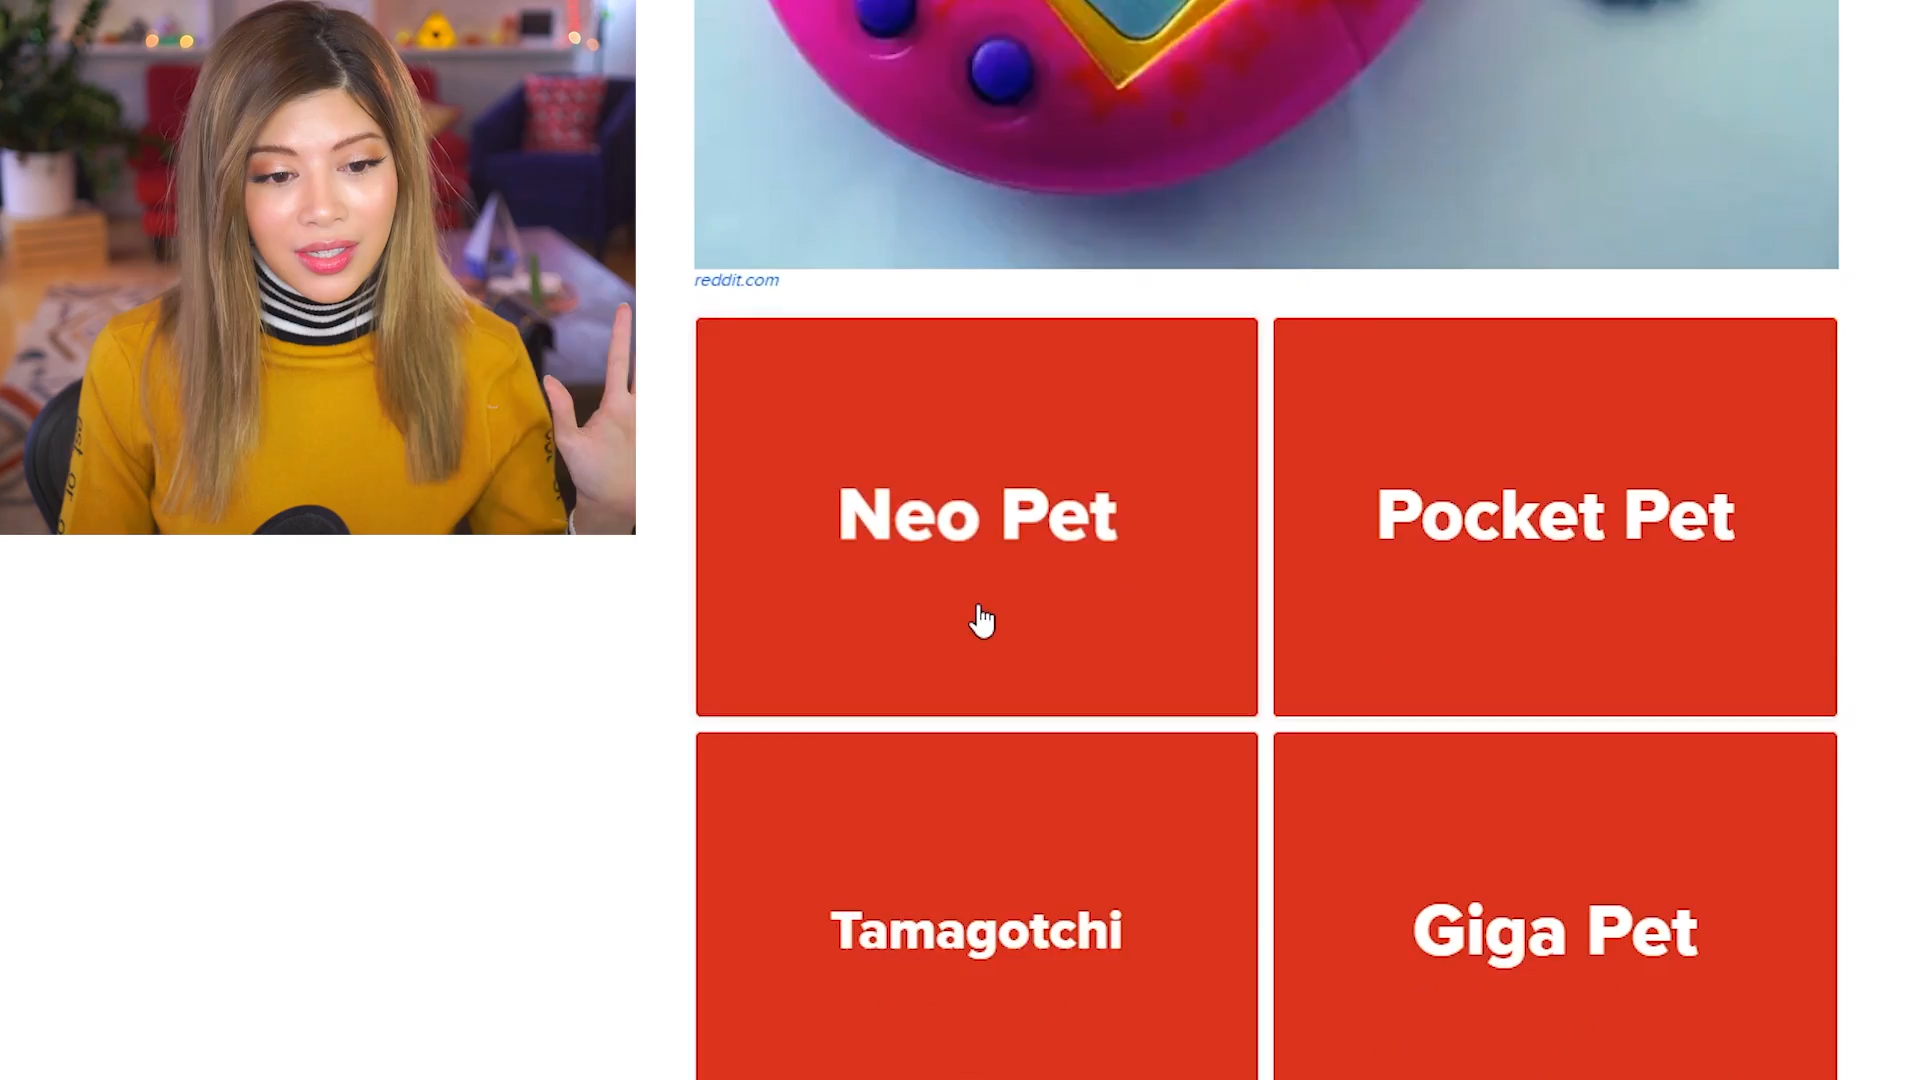 reddit.com
Neo Pet
Pocket Pet
Tamagotchi
Giga Pet